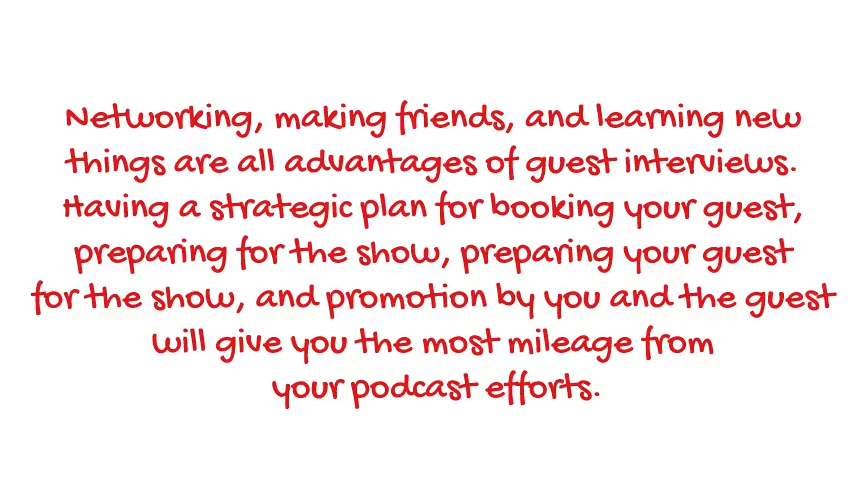 Networking, making friends, and learning new
things are all advantages of guest interviews.
Having a strategic plan for booking your guest,
preparing for the show, preparing your guest
for the show, and promotion by you and the guest
will give you the most mileage from
your podcast efforts.